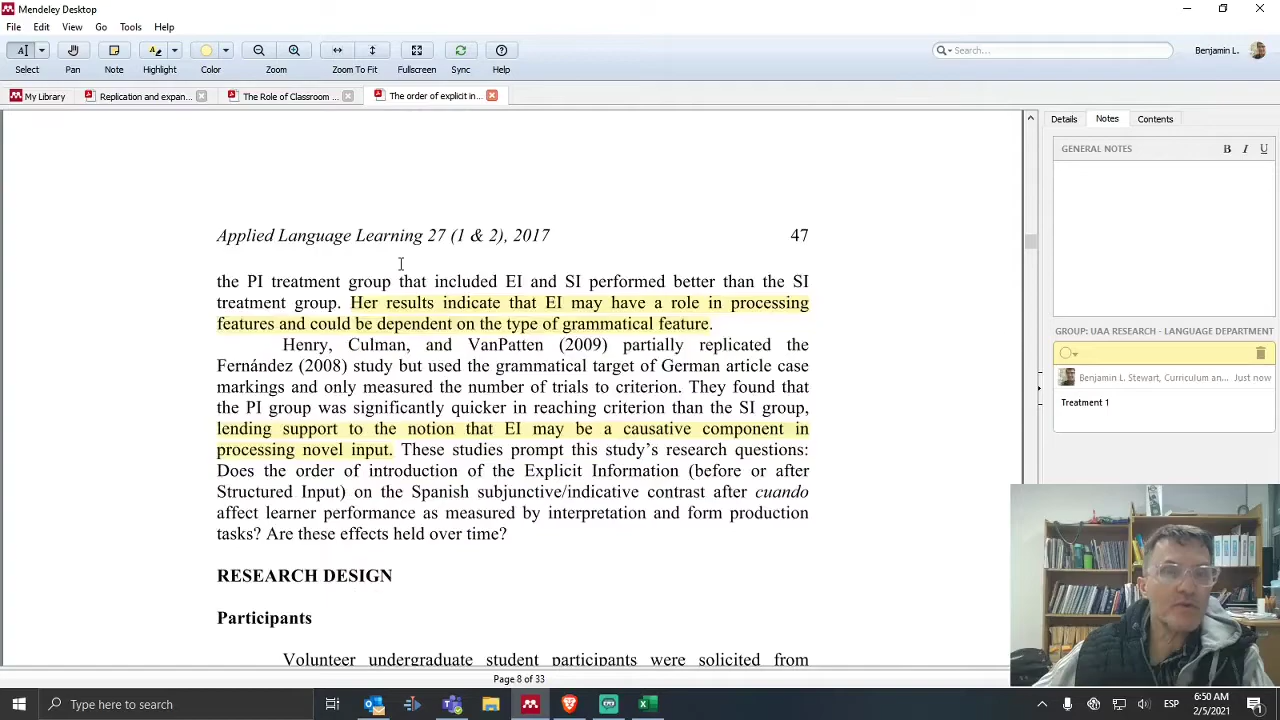 Mendeley Desktop
File Edit View Go Tools Help
Search...
Benjamin L.
Select Pan Note Highlight Color Zoom Zoom To Fit Fullscreen Sync Help
My Library Replication and expan... The Role of Classroom ... The order of explicit in...
Details Notes Contents
GENERAL NOTES B I U
Applied Language Learning 27 (1 & 2), 2017 47
the PI treatment group that included EI and SI performed better than the SI
treatment group. Her results indicate that EI may have a role in processing
features and could be dependent on the type of grammatical feature.
Henry, Culman, and VanPatten (2009) partially replicated the
Fernández (2008) study but used the grammatical target of German article case
markings and only measured the number of trials to criterion. They found that
the PI group was significantly quicker in reaching criterion than the SI group,
lending support to the notion that EI may be a causative component in
processing novel input. These studies prompt this study's research questions:
Does the order of introduction of the Explicit Information (before or after
Structured Input) on the Spanish subjunctive/indicative contrast after cuando
affect learner performance as measured by interpretation and form production
tasks? Are these effects held over time?
RESEARCH DESIGN
Participants
Volunteer undergraduate student participants were solicited from
GROUP: UAA RESEARCH - LANGUAGE DEPARTMENT
Benjamin L. Stewart, Curriculum an... Just now
Treatment 1
Page 8 of 33
Type here to search
ESP
6:50 AM
2/5/2021